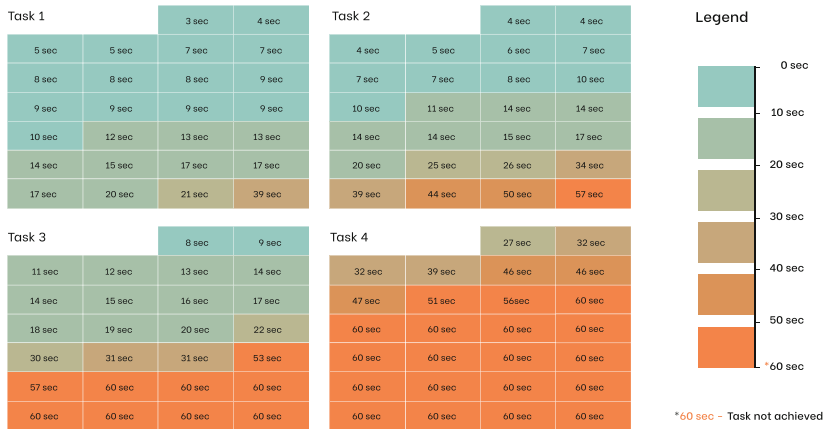 Task 1
3 sec 4 sec
5 sec 5 sec 7 sec 7 sec
8 sec 8 sec 8 sec 9 sec
9 sec 9 sec 9 sec 9 sec
10 sec 12 sec 13 sec 13 sec
14 sec 15 sec 17 sec 17 sec
17 sec 20 sec 21 sec 39 sec
Task 2
4 sec 4 sec
4 sec 5 sec 6 sec 7 sec
7 sec 7 sec 8 sec 10 sec
10 sec 11 sec 14 sec 14 sec
14 sec 14 sec 15 sec 17 sec
20 sec 25 sec 26 sec 34 sec
39 sec 44 sec 50 sec 57 sec
Task 3
8 sec 9 sec
11 sec 12 sec 13 sec 14 sec
14 sec 15 sec 16 sec 17 sec
18 sec 19 sec 20 sec 22 sec
30 sec 31 sec 31 sec 53 sec
57 sec 60 sec 60 sec 60 sec
60 sec 60 sec 60 sec 60 sec
Task 4
27 sec 32 sec
32 sec 39 sec 46 sec 46 sec
47 sec 51 sec 56sec 60 sec
60 sec 60 sec 60 sec 60 sec
60 sec 60 sec 60 sec 60 sec
60 sec 60 sec 60 sec 60 sec
60 sec 60 sec 60 sec 60 sec
Legend
0 sec
10 sec
20 sec
30 sec
40 sec
50 sec
*60 sec
*60 sec - Task not achieved